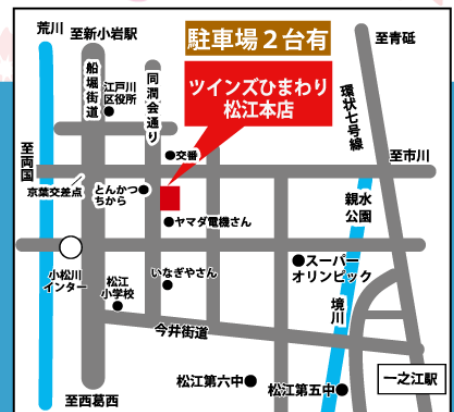 荒川
至新小岩駅
駐車場２台有
至青砥
船堀街道
江戸川
区役所
同潤会通り
ツインズひまわり
松江本店
環状七号線
●交番
至両国
至市川
京葉交差点
とんかつ
ちから
親水
公園
●ヤマダ電機さん
小松川
インター
松江
小学校
いなぎやさん
●スーパー
オリンピック
境川
今井街道
一之江駅
松江第六中●
松江第五中●
至西葛西